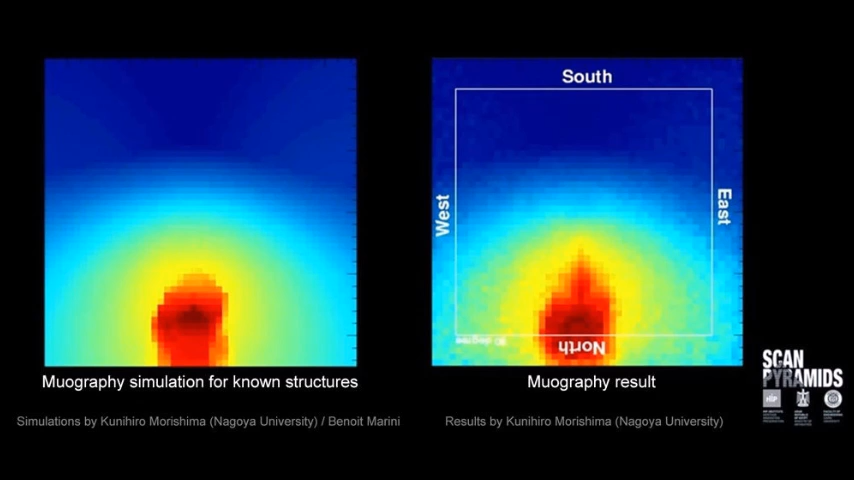 South
West
East
North
Muography simulation for known structures
Muography result
Simulations by Kunihiro Morishima (Nagoya University) / Benoit Marini
Results by Kunihiro Morishima (Nagoya University)
SCAN
PYRAMIDS